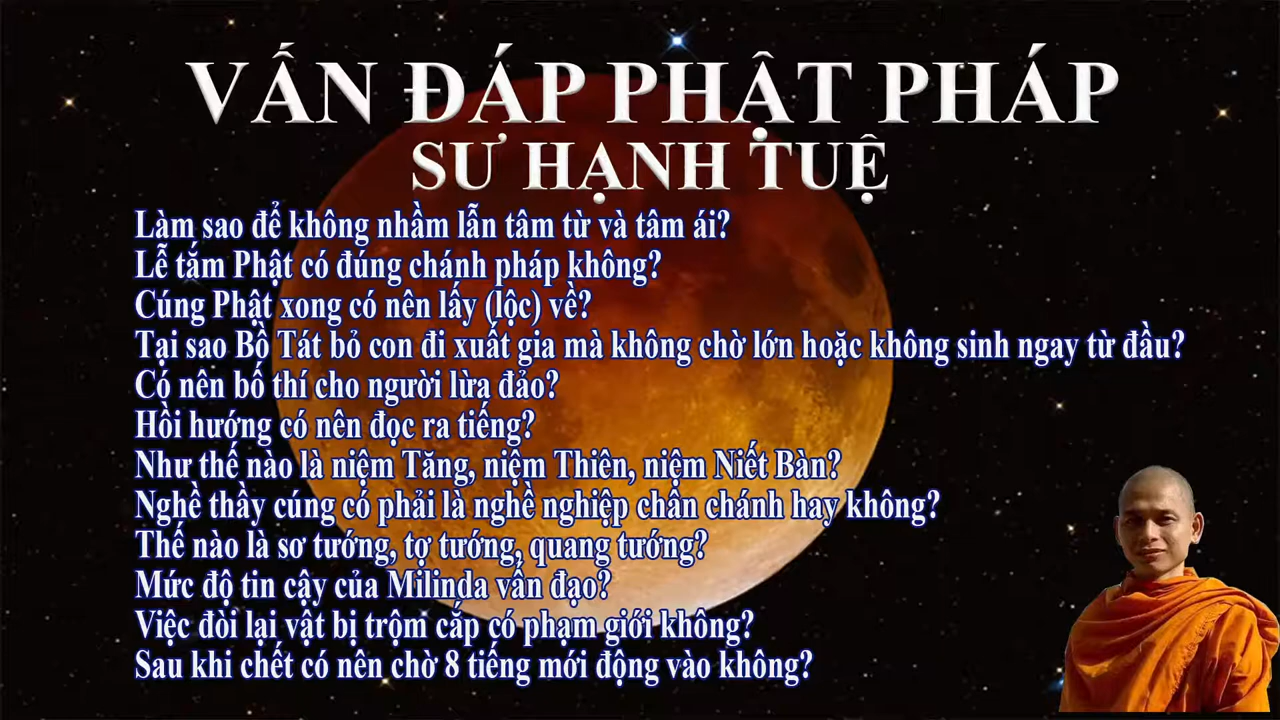 VẤN ĐÁP PHẬT PHÁP
SƯ HẠNH TUỆ
Làm sao để không nhầm lẫn tâm từ và tâm ái?
Lễ tắm Phật có đúng chánh pháp không?
Cúng Phật xong có nên lấy (lộc) về?
Tại sao Bồ Tát bỏ con đi xuất gia mà không chờ lớn hoặc không sinh ngay từ đầu?
Có nên bố thí cho người lừa đảo?
Hồi hướng có nên đọc ra tiếng?
Như thế nào là niệm Tăng, niệm Thiên, niệm Niết Bàn?
Nghề thầy cúng có phải là nghề nghiệp chân chánh hay không?
Thế nào là sơ tướng, tợ tướng, quang tướng?
Mức độ tin cậy của Milinda vấn đạo?
Việc đòi lại vật bị trộm cắp có phạm giới không?
Sau khi chết có nên chờ 8 tiếng mới động vào không?